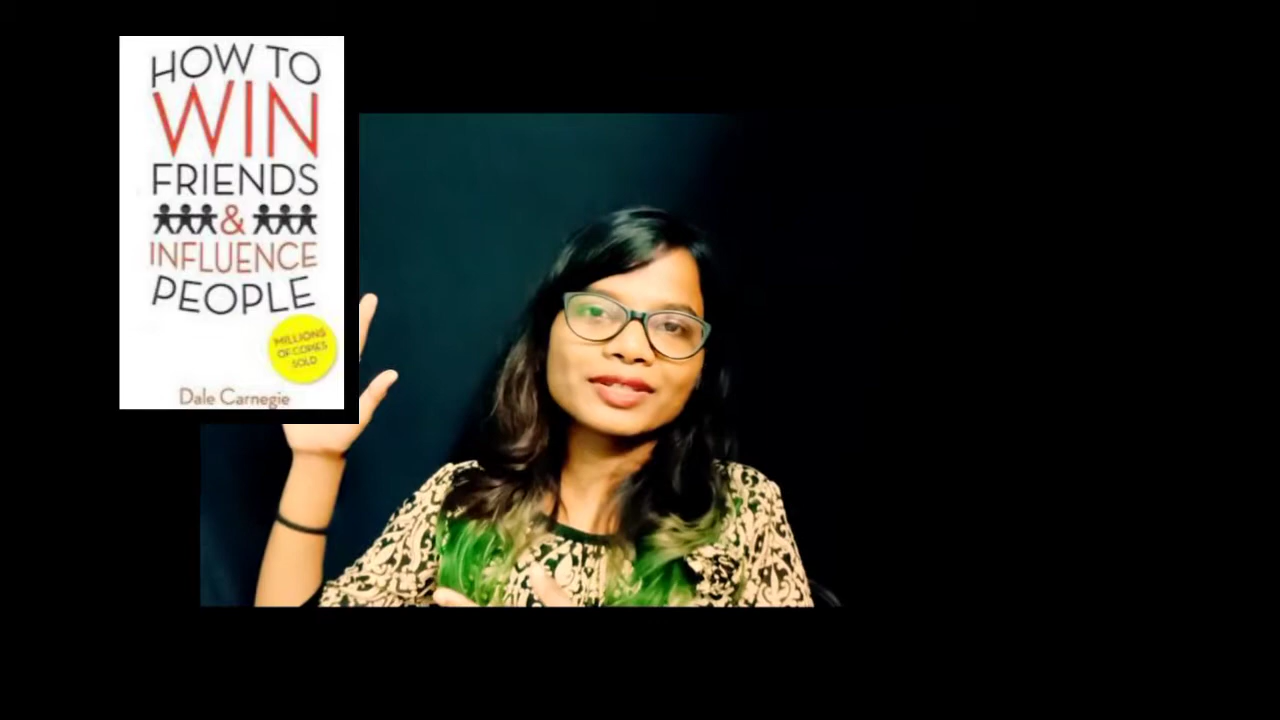 HOW TO
WIN
FRIENDS
&
INFLUENCE
PEOPLE
MILLIONS
OF COPIES
SOLD
Dale Carnegie